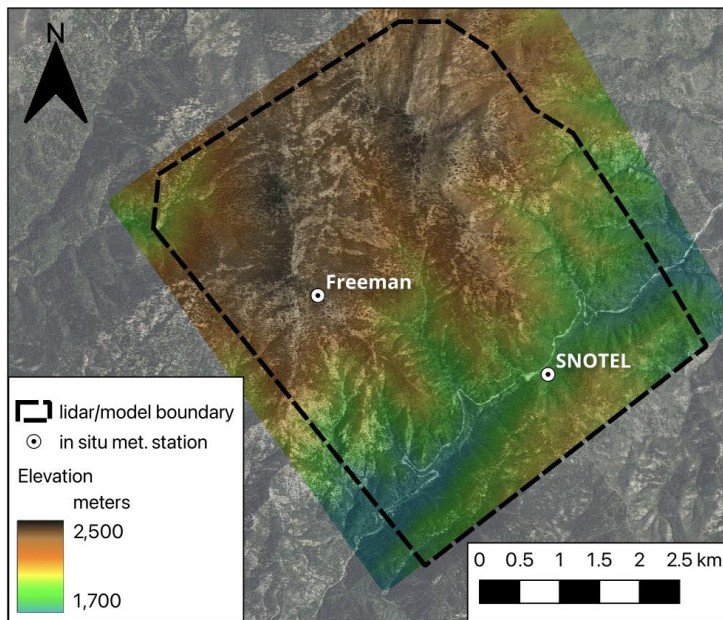 N
Freeman
SNOTEL
lidar/model boundary
in situ met. station
Elevation
meters
2,500
1,700
0 0.5 1 1.5 2 2.5 km